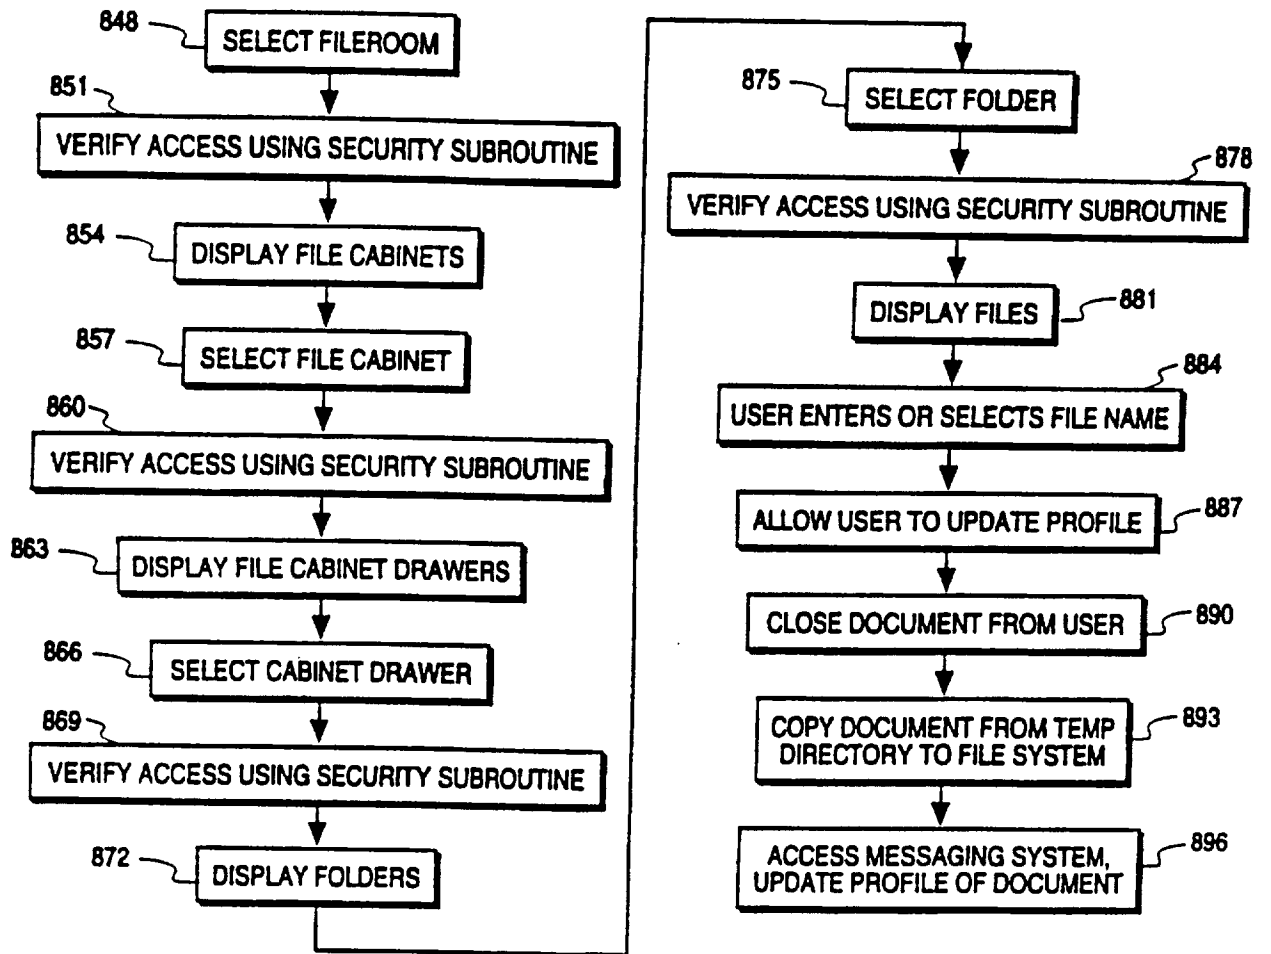 848
SELECT FILEROOM
851
VERIFY ACCESS USING SECURITY SUBROUTINE
854
DISPLAY FILE CABINETS
857
SELECT FILE CABINET
860
VERIFY ACCESS USING SECURITY SUBROUTINE
863
DISPLAY FILE CABINET DRAWERS
866
SELECT CABINET DRAWER
869
VERIFY ACCESS USING SECURITY SUBROUTINE
872
DISPLAY FOLDERS
875
SELECT FOLDER
878
VERIFY ACCESS USING SECURITY SUBROUTINE
DISPLAY FILES
881
884
USER ENTERS OR SELECTS FILE NAME
ALLOW USER TO UPDATE PROFILE
887
CLOSE DOCUMENT FROM USER
890
COPY DOCUMENT FROM TEMP
DIRECTORY TO FILE SYSTEM
893
ACCESS MESSAGING SYSTEM,
UPDATE PROFILE OF DOCUMENT
896